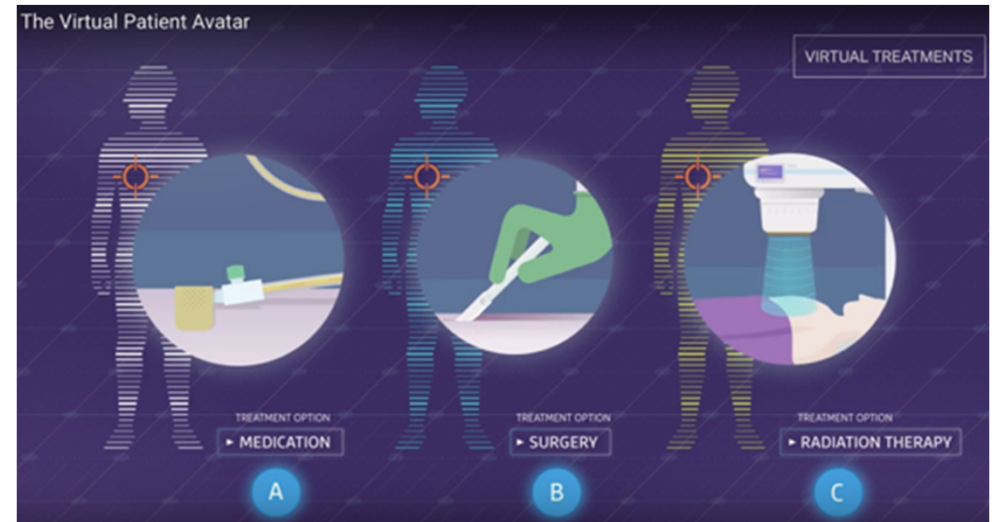 The Virtual Patient Avatar
VIRTUAL TREATMENTS
TREATMENT OPTION
MEDICATION
A
TREATMENT OPTION
SURGERY
B
TREATMENT OPTION
RADIATION THERAPY
C